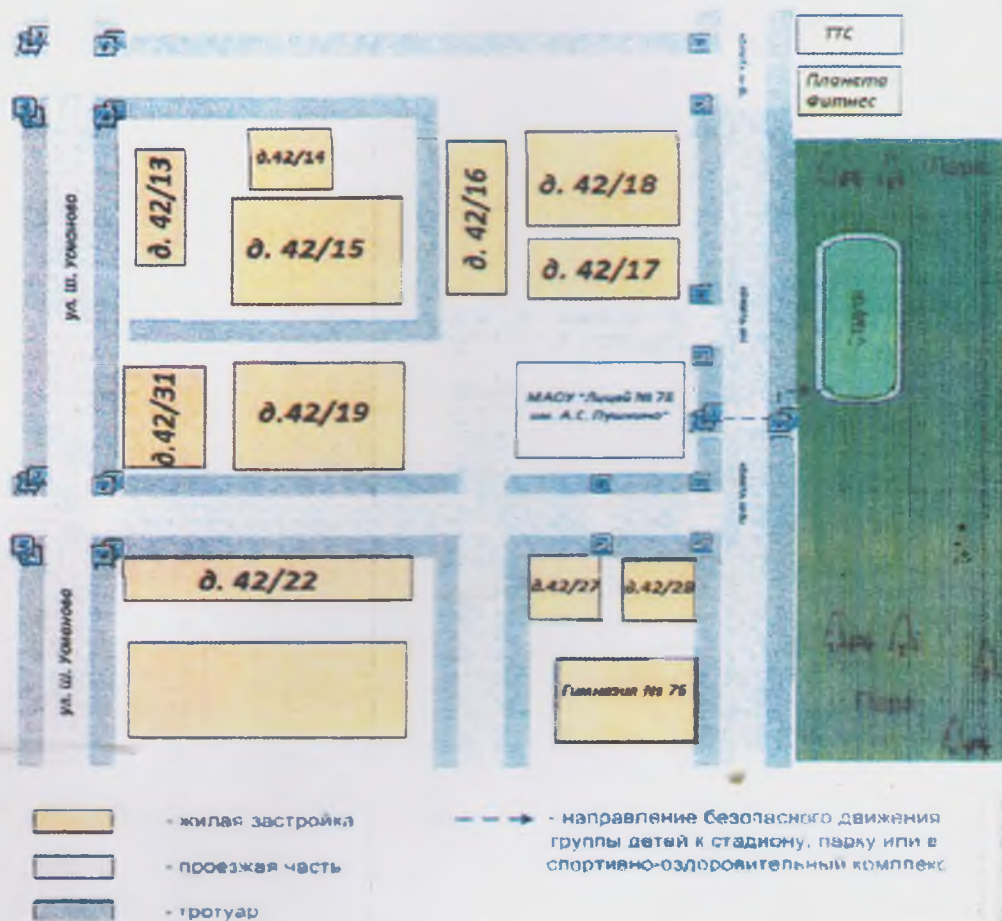 ТТС
Планета
Фитнес
Парк
д. 42/13
д.42/14
д. 42/15
д. 42/16
д. 42/18
д. 42/17
ул. Ш. Усманова
д.42/31
д.42/19
МАОУ "Лицей № 78
им. А.С. Пушкина"
д. 42/22
д.42/27
д.42/28
ул. Ш. Усманова
Гимназия № 76
Парк
- жилая застройка
- проезжая часть
- тротуар
- направление безопасного движения
группы детей к стадиону, парку или в
спортивно-оздоровительный комплекс